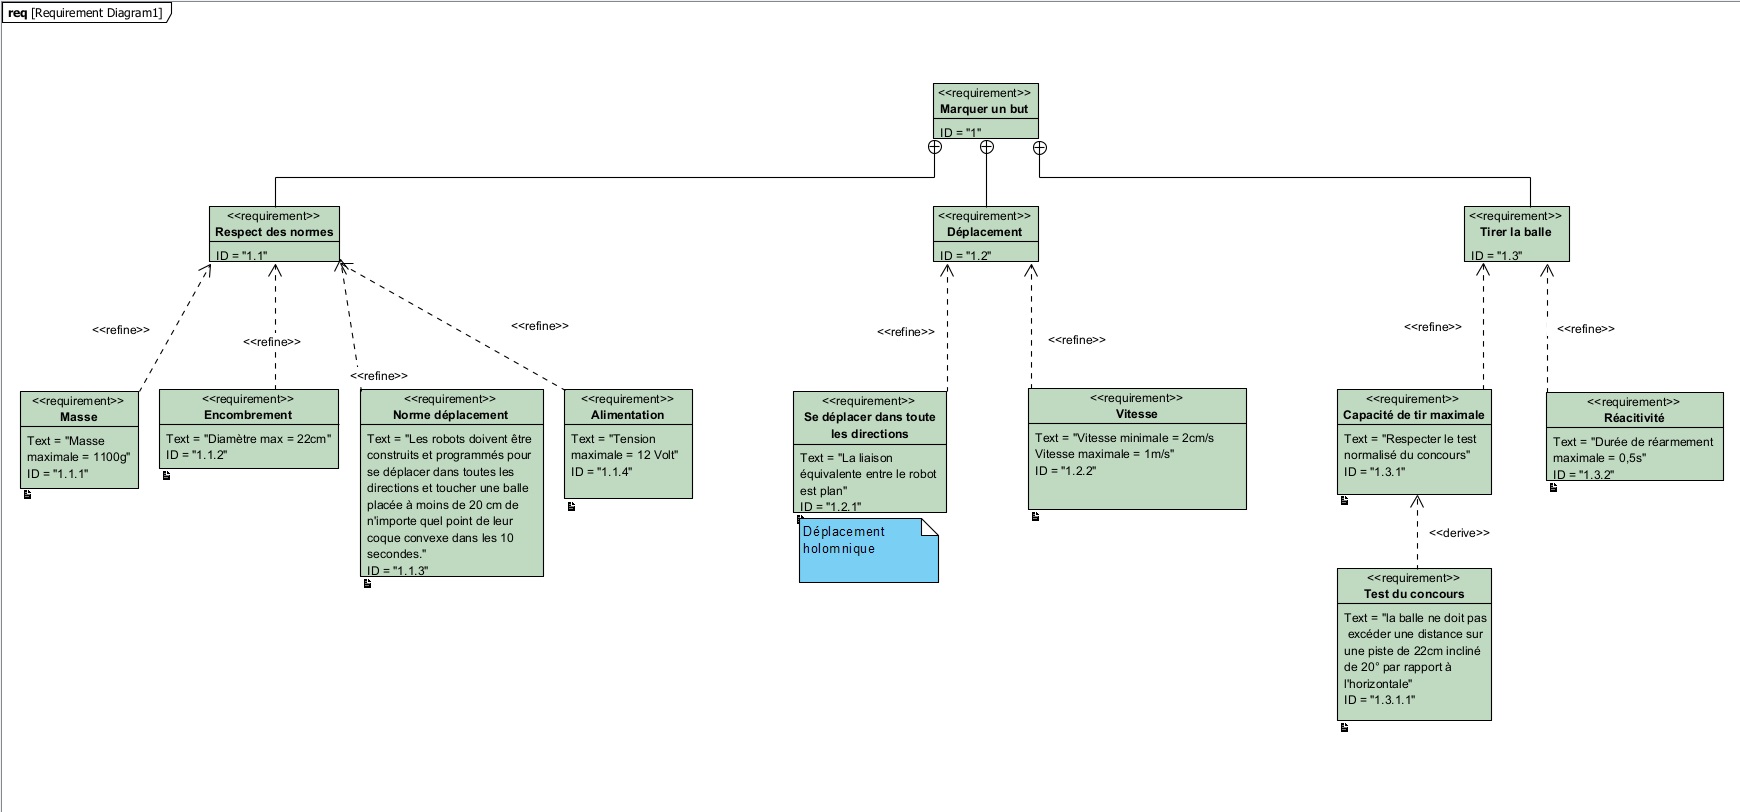 req [Requirement Diagram1]
<<requirement>>
Marquer un but
ID = "1"
<<requirement>>
Respect des normes
ID = "1.1"
<<requirement>>
Déplacement
ID = "1.2"
<<requirement>>
Tirer la balle
ID = "1.3"
<<refine>>
<<refine>>
<<refine>>
<<refine>>
<<refine>>
<<refine>>
<<refine>>
<<refine>>
<<requirement>>
Masse
Text = "Masse
maximale = 1100g"
ID = "1.1.1"
<<requirement>>
Encombrement
Text = "Diamètre max = 22cm"
ID = "1.1.2"
<<requirement>>
Norme déplacement
Text = "Les robots doivent être
construits et programmés pour
se déplacer dans toutes les
directions et toucher une balle
placée à moins de 20 cm de
n'importe quel point de leur
coque convexe dans les 10
secondes."
ID = "1.1.3"
<<requirement>>
Alimentation
Text = "Tension
maximale = 12 Volt"
ID = "1.1.4"
<<requirement>>
Se déplacer dans toute
les directions
Text = "La liaison
équivalente entre le robot
est plan"
ID = "1.2.1"
Déplacement
holomnique
<<requirement>>
Vitesse
Text = "Vitesse minimale = 2cm/s
Vitesse maximale = 1m/s"
ID = "1.2.2"
<<requirement>>
Capacité de tir maximale
Text = "Respecter le test
normalisé du concours"
ID = "1.3.1"
<<requirement>>
Réacitivité
Text = "Durée de réarmement
maximale = 0,5s"
ID = "1.3.2"
<<derive>>
<<requirement>>
Test du concours
Text = "la balle ne doit pas
excéder une distance sur
une piste de 22cm incliné
de 20° par rapport à
l'horizontale"
ID = "1.3.1.1"